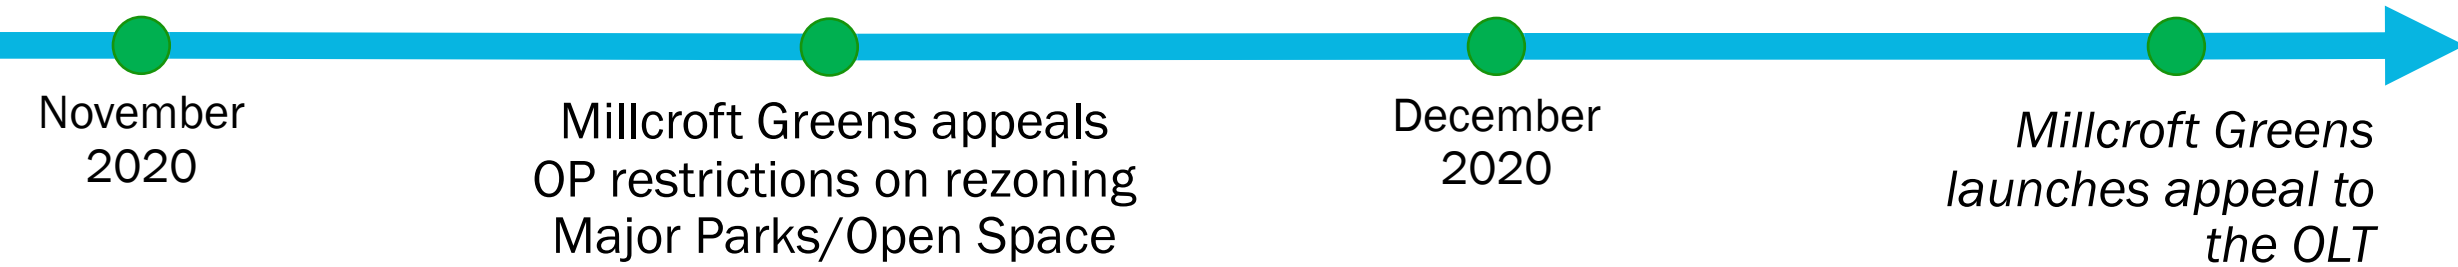 November
2020
Millcroft Greens appeals
OP restrictions on rezoning
Major Parks/Open Space
December
2020
Millcroft Greens
launches appeal to
the OLT